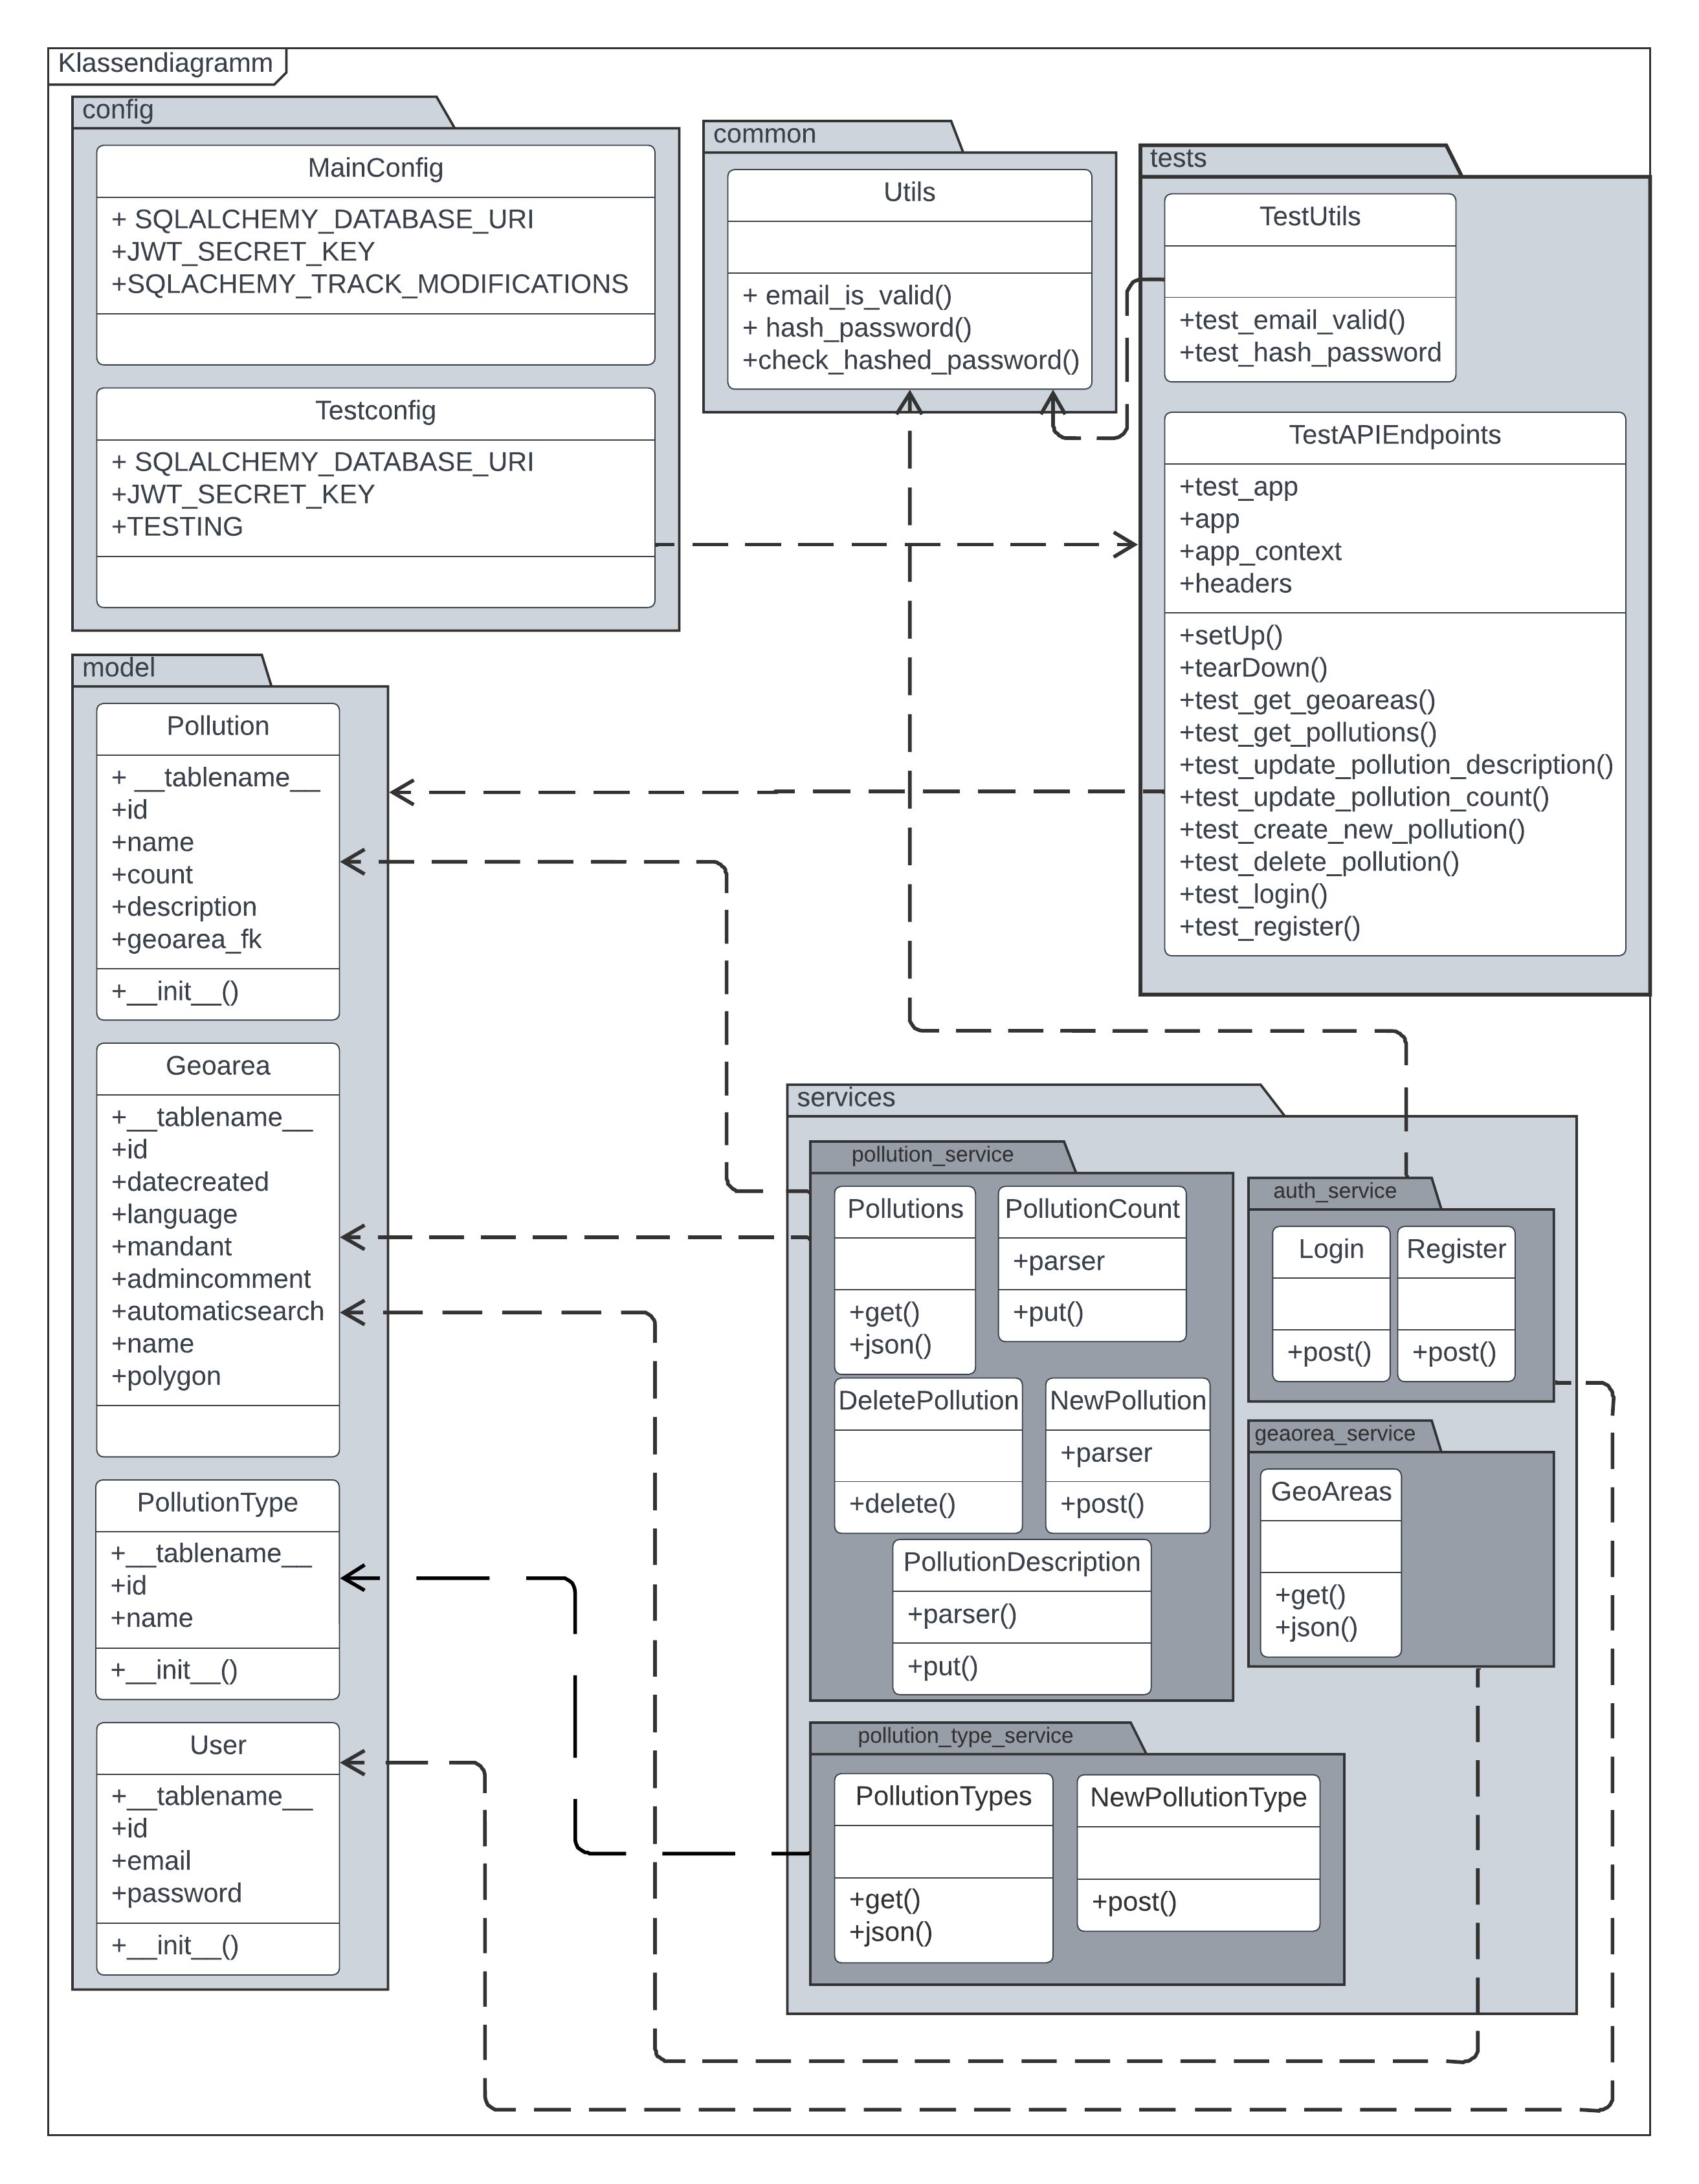 Klassendiagramm
config
MainConfig
+ SQLALCHEMY_DATABASE_URI
+JWT_SECRET_KEY
+SQLACHEMY_TRACK_MODIFICATIONS
Testconfig
+ SQLALCHEMY_DATABASE_URI
+JWT_SECRET_KEY
+TESTING
common
Utils
+ email_is_valid()
+ hash_password()
+check_hashed_password()
tests
TestUtils
+test_email_valid()
+test_hash_password
TestAPIEndpoints
+test_app
+app
+app_context
+headers
+setUp()
+tearDown()
+test_get_geoareas()
+test_get_pollutions()
+test_update_pollution_description()
+test_update_pollution_count()
+test_create_new_pollution()
+test_delete_pollution()
+test_login()
+test_register()
model
Pollution
+ __tablename__
+id
+name
+count
+description
+geoarea_fk
+__init__()
Geoarea
+__tablename__
+id
+datecreated
+language
+mandant
+admincomment
+automaticsearch
+name
+polygon
PollutionType
+__tablename__
+id
+name
+__init__()
User
+__tablename__
+id
+email
+password
+__init__()
services
pollution_service
Pollutions
+get()
+json()
PollutionCount
+parser
+put()
DeletePollution
+delete()
NewPollution
+parser
+post()
PollutionDescription
+parser()
+put()
auth_service
Login
+post()
Register
+post()
geaorea_service
GeoAreas
+get()
+json()
pollution_type_service
PollutionTypes
+get()
+json()
NewPollutionType
+post()